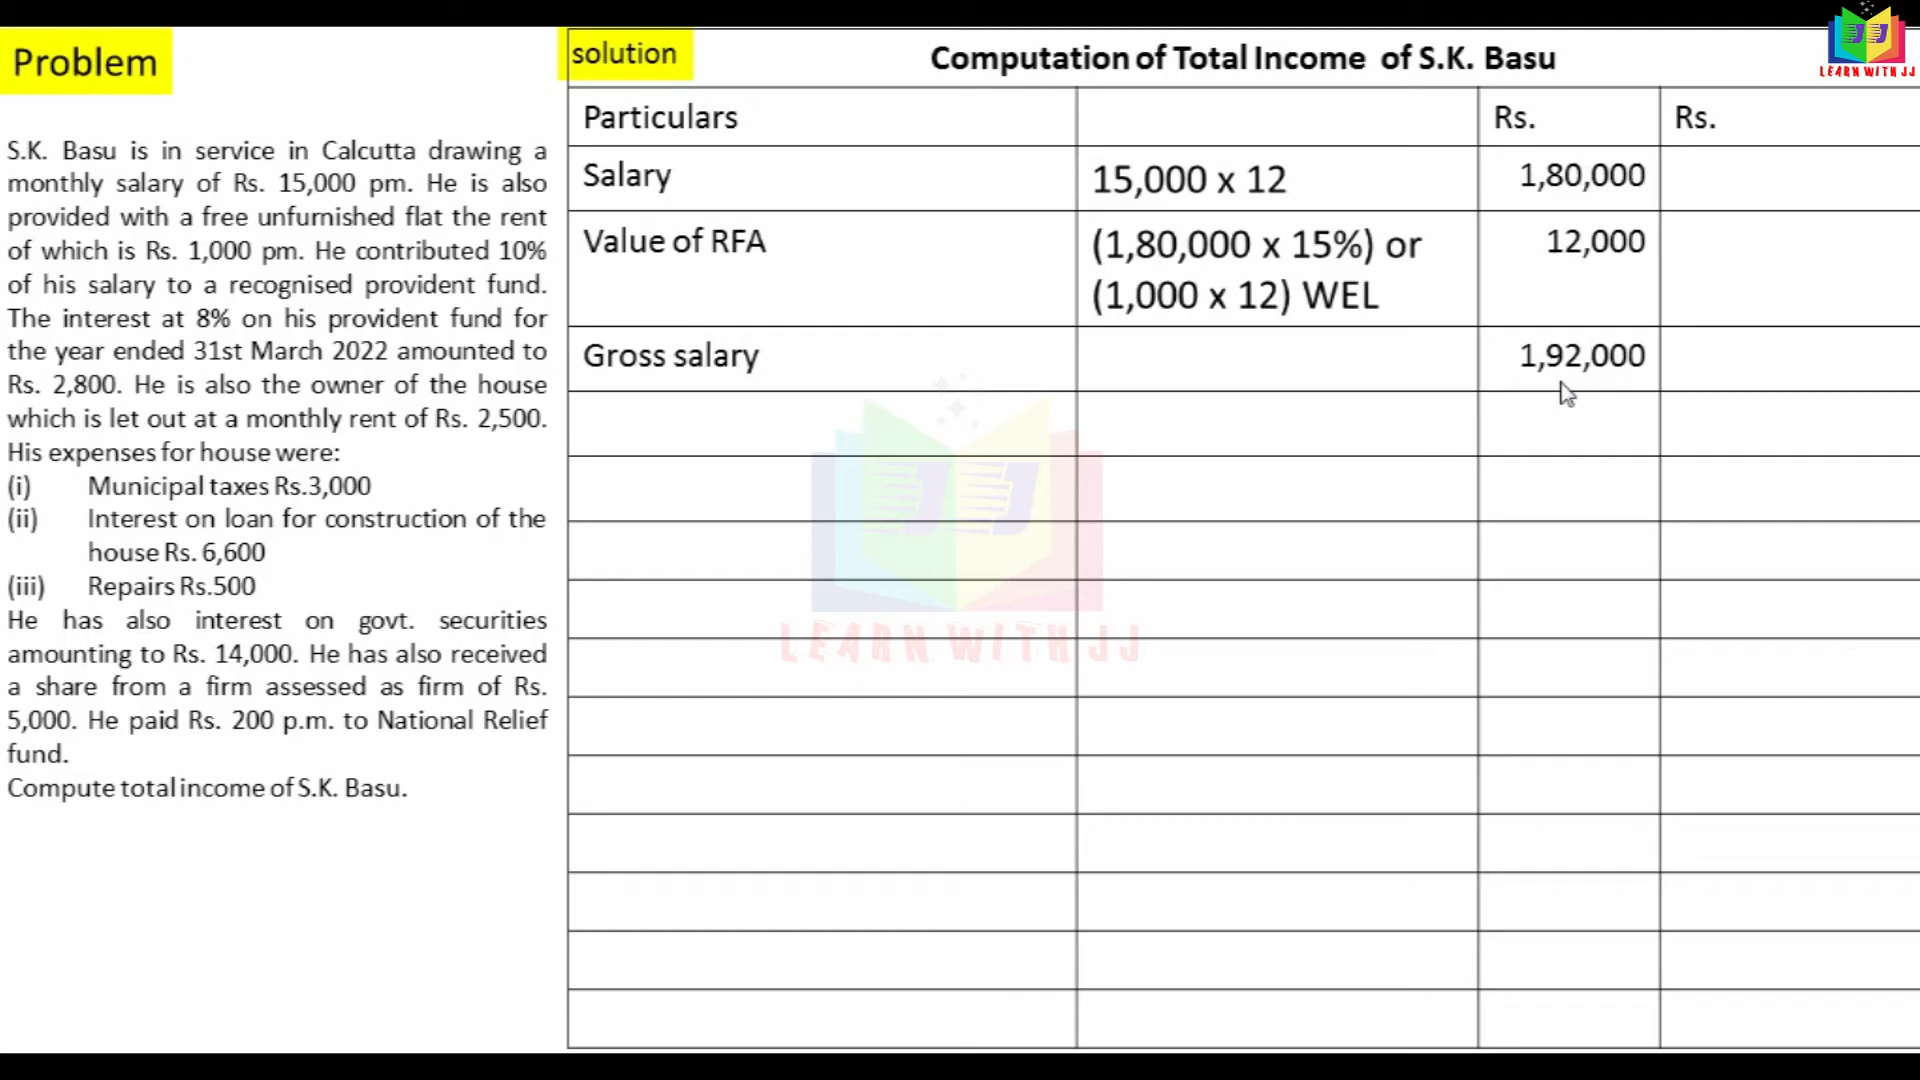 Problem
S.K. Basu is in service in Calcutta drawing a
monthly salary of Rs. 15,000 pm. He is also
provided with a free unfurnished flat the rent
of which is Rs. 1,000 pm. He contributed 10%
of his salary to a recognised provident fund.
The interest at 8% on his provident fund for
the year ended 31st March 2022 amounted to
Rs. 2,800. He is also the owner of the house
which is let out at a monthly rent of Rs. 2,500.
His expenses for house were:
(i) Municipal taxes Rs.3,000
(ii) Interest on loan for construction of the
house Rs. 6,600
(iii) Repairs Rs.500
He has also interest on govt. securities
amounting to Rs. 14,000. He has also received
a share from a firm assessed as firm of Rs.
5,000. He paid Rs. 200 p.m. to National Relief
fund.
Compute total income of S.K. Basu.
solution
Computation of Total Income of S.K. Basu
Particulars Rs. Rs.
Salary 15,000 x 12 1,80,000
Value of RFA (1,80,000 x 15%) or 12,000
(1,000 x 12) WEL
Gross salary 1,92,000
JJ
LEARN WITH JJ
JJ
LEARN WITH JJ